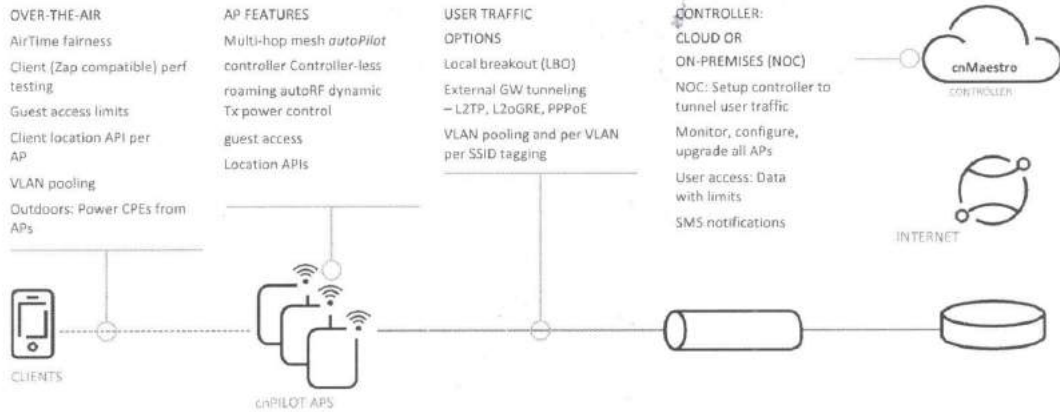 OVER-THE-AIR
AirTime fairness
Client (Zap compatible) perf
testing
Guest access limits
Client location API per
AP
VLAN pooling
Outdoors: Power CPEs from
APs
AP FEATURES
Multi-hop mesh autoPilot
controller Controller-less
roaming autoRF dynamic
Tx power control
guest access
Location APIs
USER TRAFFIC
OPTIONS
Local breakout (LBO)
External GW tunneling
– L2TP, L2oGRE, PPPoE
VLAN pooling and per VLAN
per SSID tagging
CONTROLLER:
CLOUD OR
ON-PREMISES (NOC)
NOC: Setup controller to
tunnel user traffic
Monitor, configure,
upgrade all APs
User access: Data
with limits
SMS notifications
cnMaestro
CONTROLLER
INTERNET
CLIENTS
cnPILOT APS